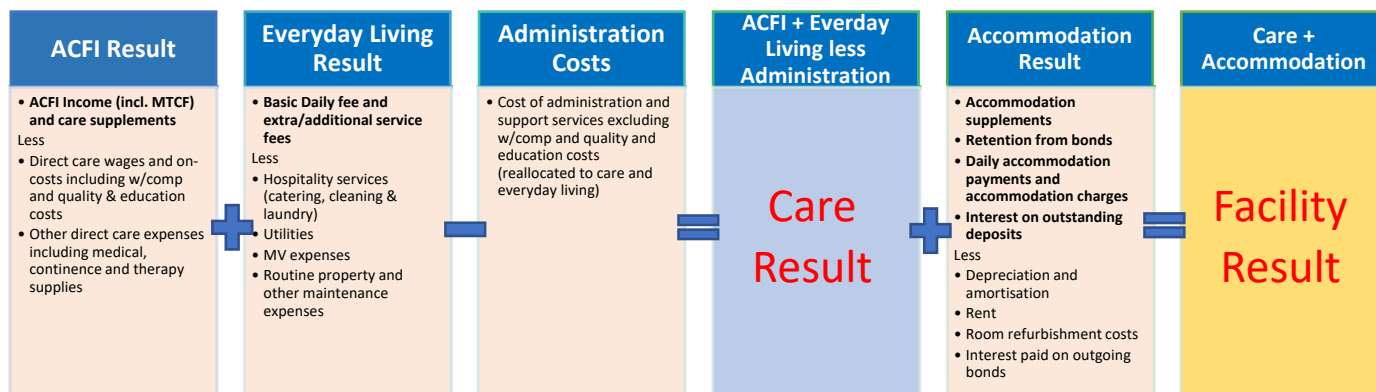 ACFI Result
• ACFI Income (incl. MTCF)
and care supplements
Less
• Direct care wages and on-
costs including w/comp
and quality & education
costs
• Other direct care expenses
including medical,
continence and therapy
supplies
Everyday Living
Result
• Basic Daily fee and
extra/additional service
fees
Less
• Hospitality services
(catering, cleaning &
laundry)
• Utilities
• MV expenses
• Routine property and
other maintenance
expenses
Administration
Costs
• Cost of administration and
support services excluding
w/comp and quality and
education costs
(reallocated to care and
everyday living)
ACFI + Everday
Living less
Administration
Care
Result
Accommodation
Result
• Accommodation
supplements
• Retention from bonds
• Daily accommodation
payments and
accommodation charges
• Interest on outstanding
deposits
Less
• Depreciation and
amortisation
• Rent
• Room refurbishment costs
• Interest paid on outgoing
bonds
Care +
Accommodation
Facility
Result